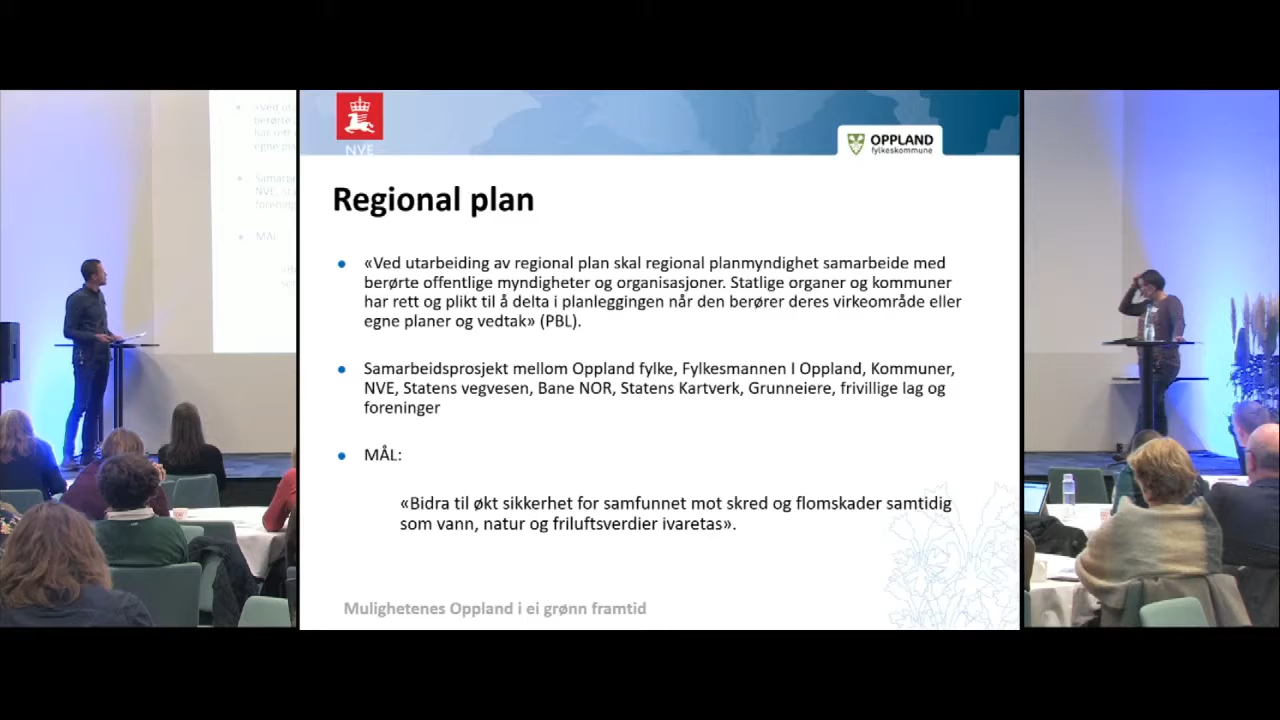 NVE
OPPLAND
fylkeskommune
Regional plan
«Ved utarbeiding av regional plan skal regional planmyndighet samarbeide med
berørte offentlige myndigheter og organisasjoner. Statlige organer og kommuner
har rett og plikt til å delta i planleggingen når den berører deres virkeområde eller
egne planer og vedtak» (PBL).
Samarbeidsprosjekt mellom Oppland fylke, Fylkesmannen I Oppland, Kommuner,
NVE, Statens vegvesen, Bane NOR, Statens Kartverk, Grunneiere, frivillige lag og
foreninger
MÅL:
«Bidra til økt sikkerhet for samfunnet mot skred og flomskader samtidig
som vann, natur og friluftsverdier ivaretas».
Mulighetenes Oppland i ei grønn framtid